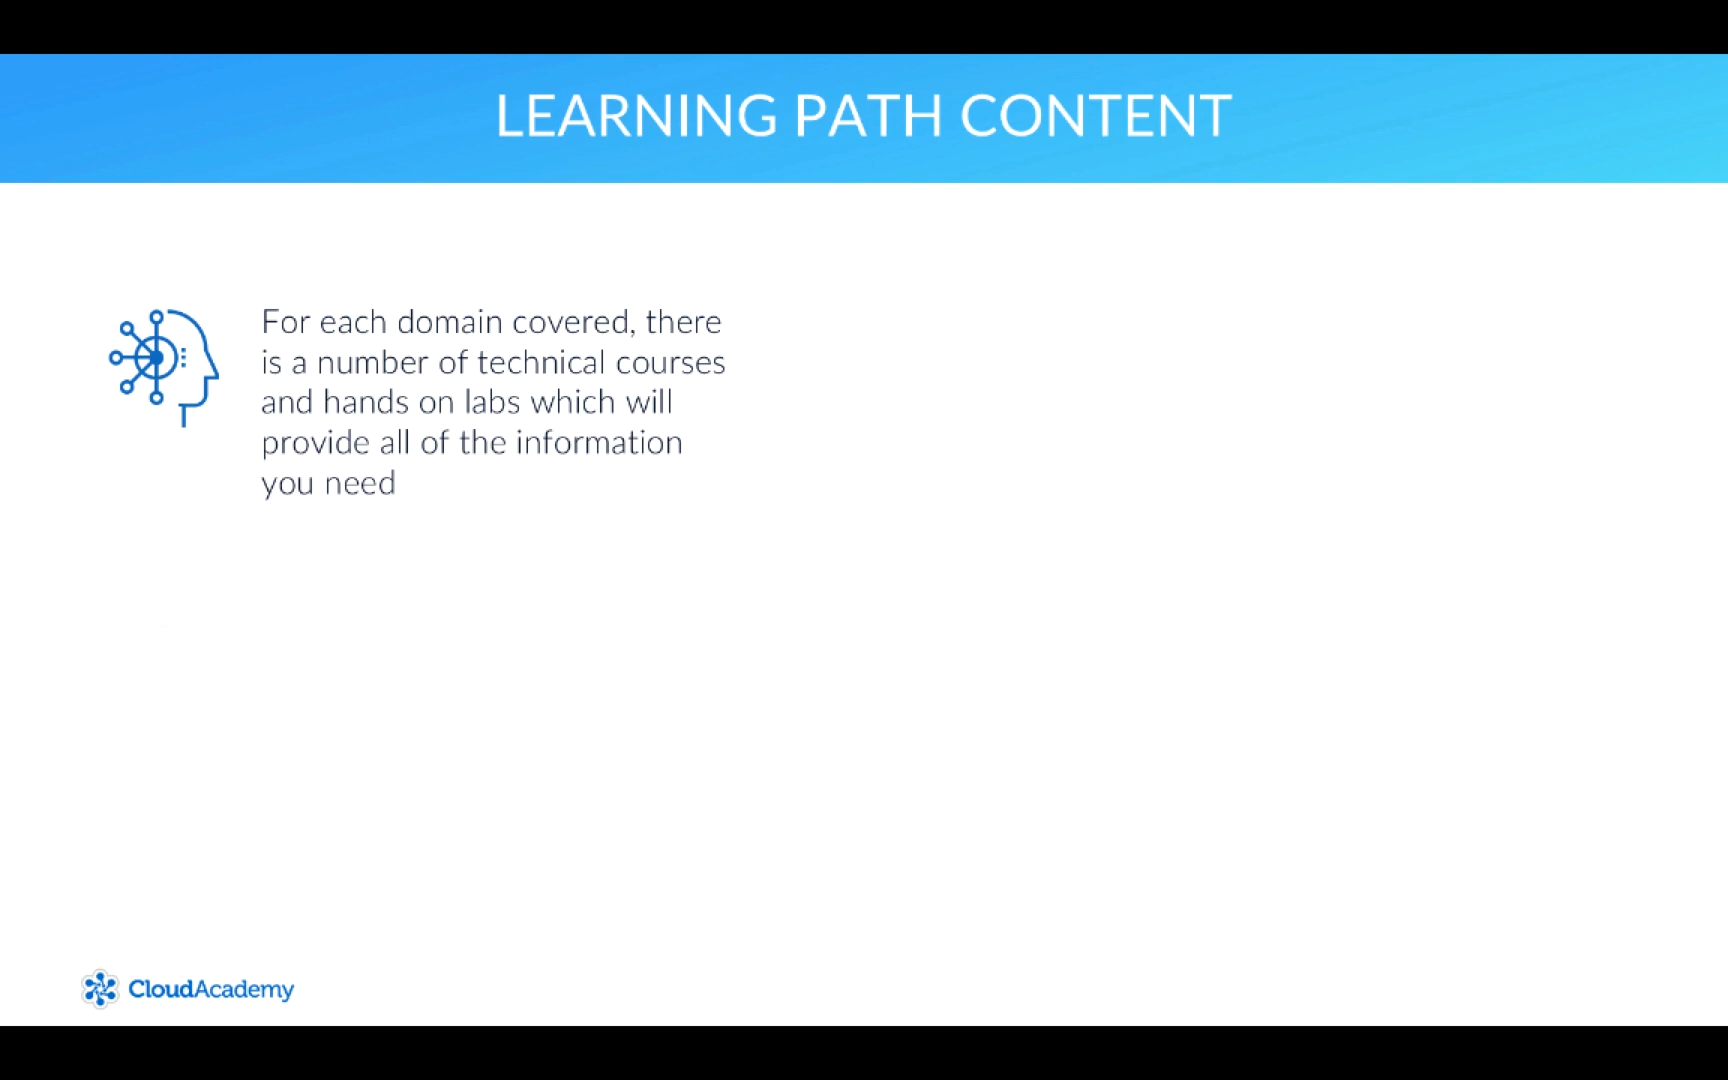 LEARNING PATH CONTENT
For each domain covered, there
is a number of technical courses
and hands on labs which will
provide all of the information
you need
CloudAcademy